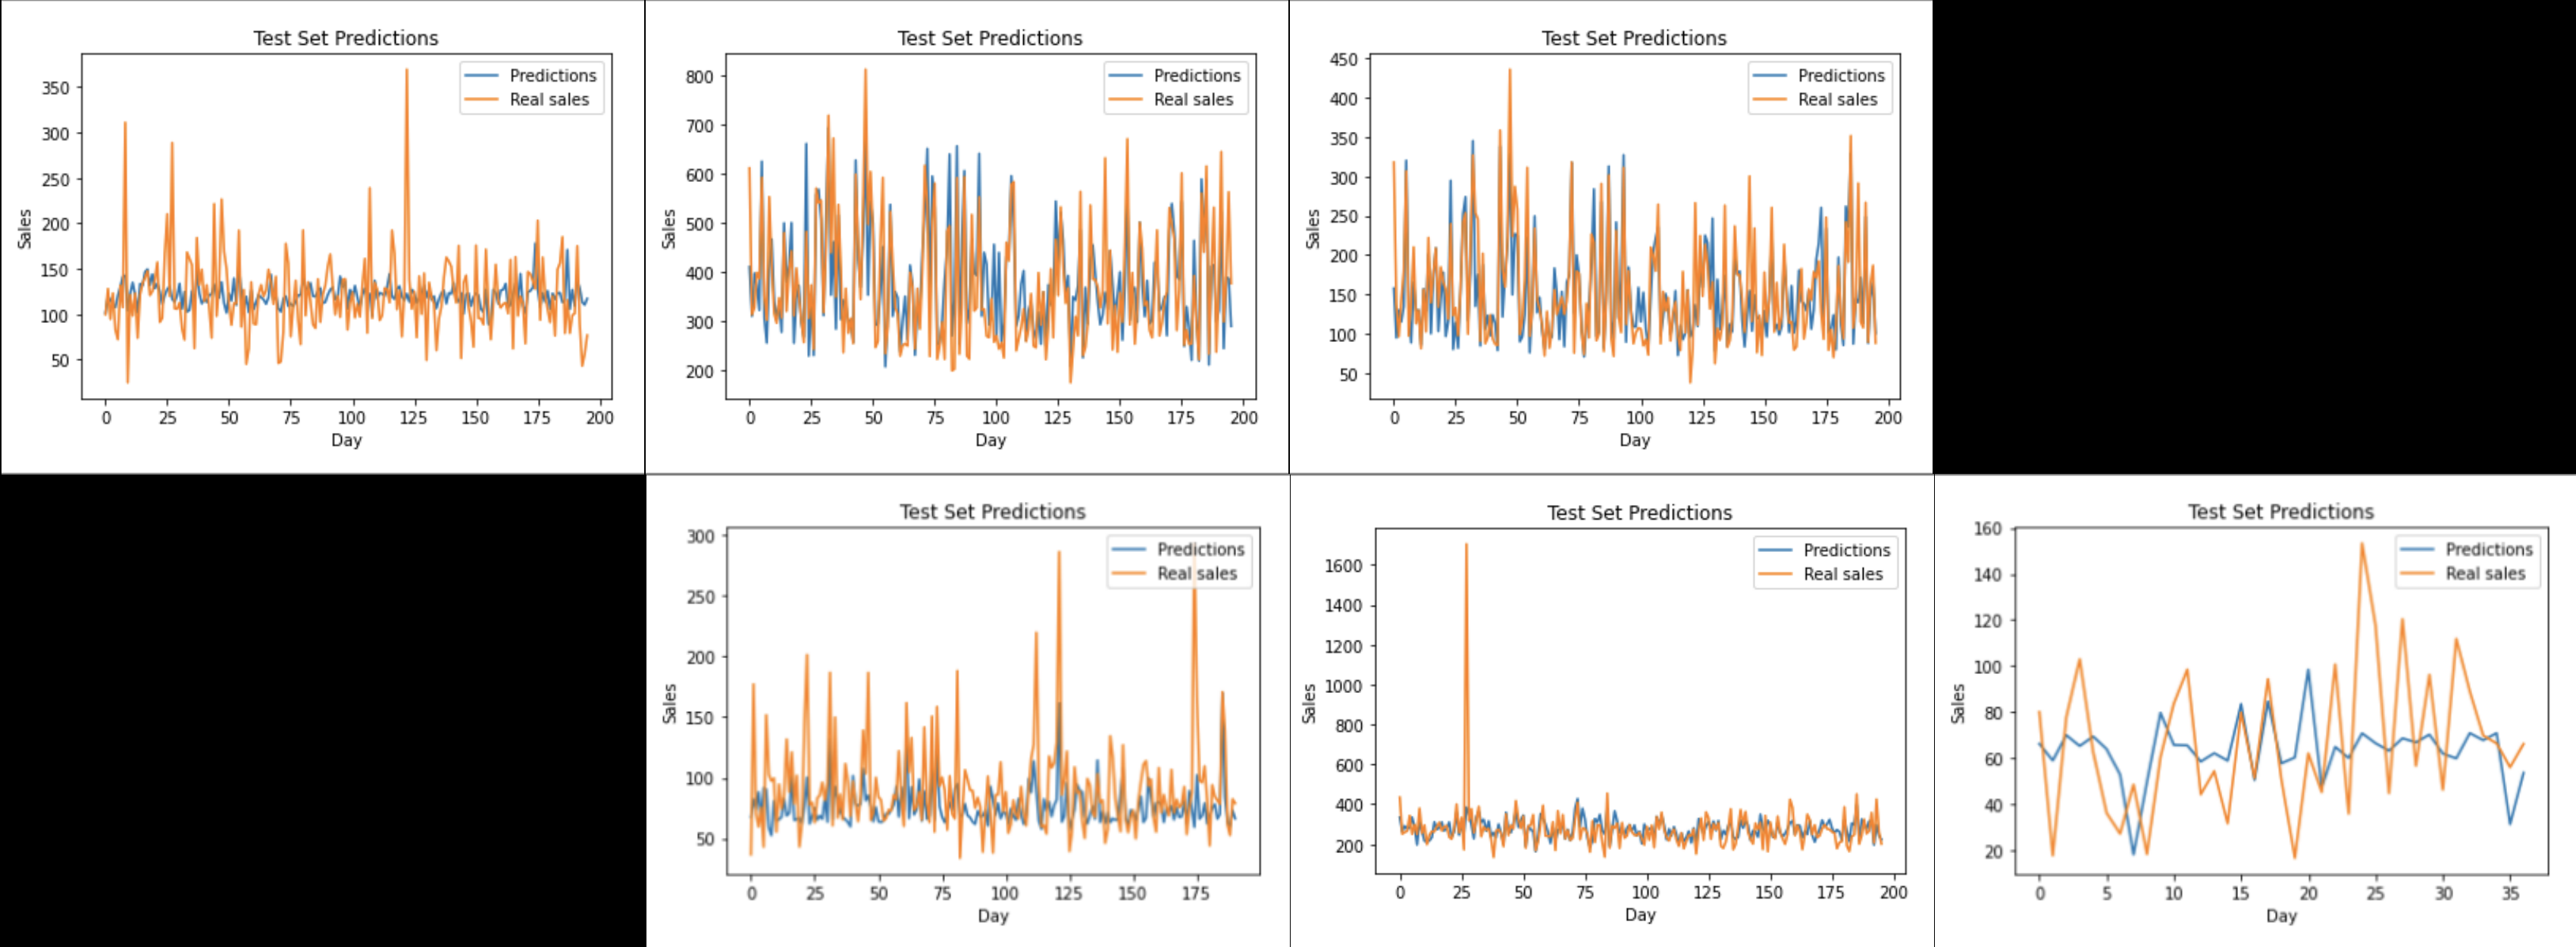 Test Set Predictions
Predictions
Real sales
350
300
250
200
150
100
50
Sales
0 25 50 75 100 125 150 175 200
Day
Test Set Predictions
Predictions
Real sales
800
700
600
500
400
300
200
Sales
0 25 50 75 100 125 150 175 200
Day
Test Set Predictions
Predictions
Real sales
450
400
350
300
250
200
150
100
50
Sales
0 25 50 75 100 125 150 175 200
Day
Test Set Predictions
Predictions
Real sales
300
250
200
150
100
50
Sales
0 25 50 75 100 125 150 175
Day
Test Set Predictions
Predictions
Real sales
1600
1400
1200
1000
800
600
400
200
Sales
0 25 50 75 100 125 150 175 200
Day
Test Set Predictions
Predictions
Real sales
160
140
120
100
80
60
40
20
Sales
0 5 10 15 20 25 30 35
Day